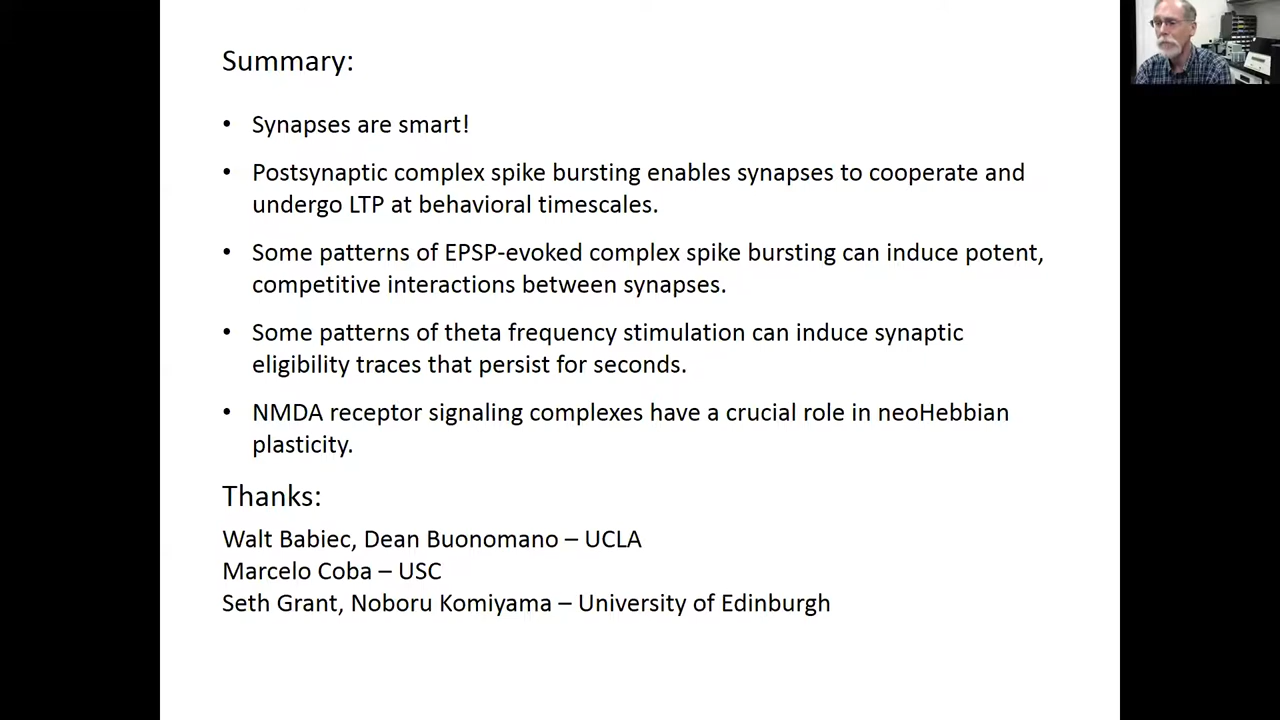 Summary:
• Synapses are smart!
• Postsynaptic complex spike bursting enables synapses to cooperate and
undergo LTP at behavioral timescales.
• Some patterns of EPSP-evoked complex spike bursting can induce potent,
competitive interactions between synapses.
• Some patterns of theta frequency stimulation can induce synaptic
eligibility traces that persist for seconds.
• NMDA receptor signaling complexes have a crucial role in neoHebbian
plasticity.
Thanks:
Walt Babiec, Dean Buonomano – UCLA
Marcelo Coba – USC
Seth Grant, Noboru Komiyama – University of Edinburgh